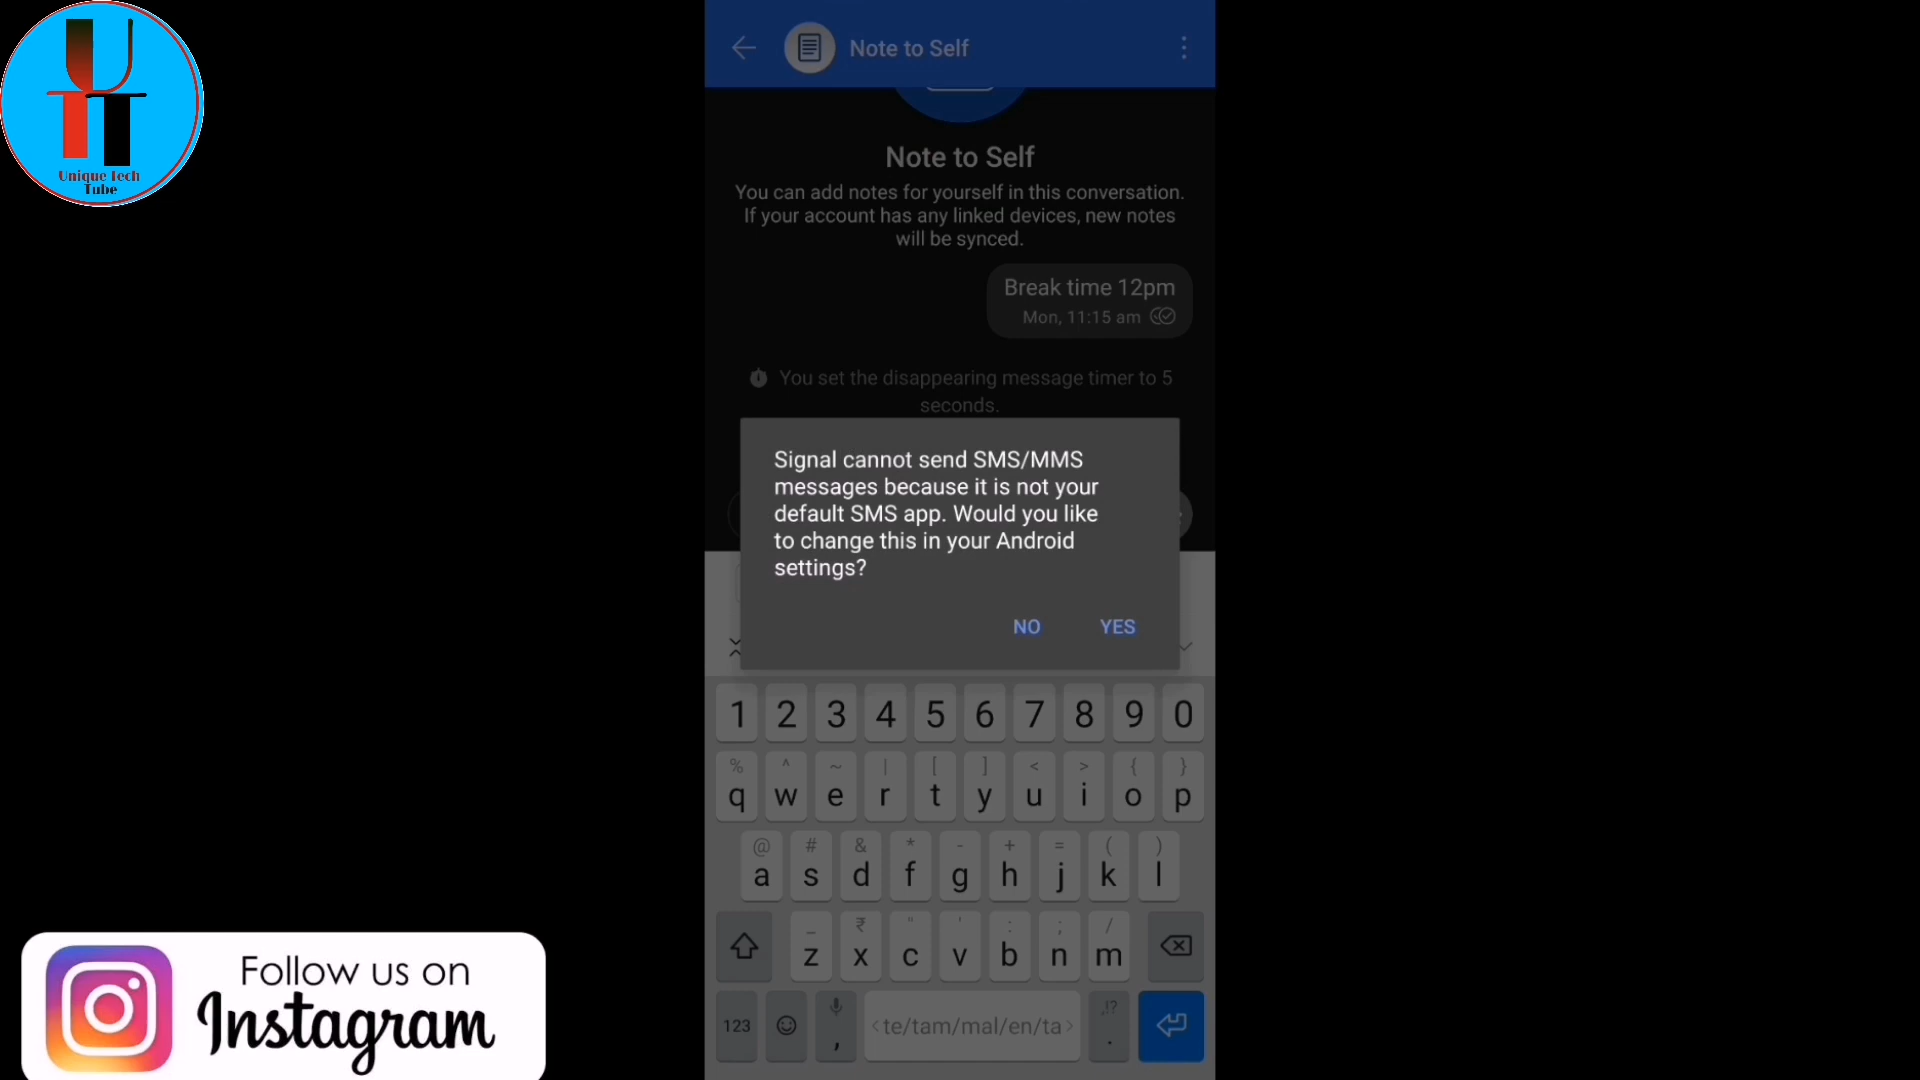 Unique Tech
Tube
Note to Self
Note to Self
You can add notes for yourself in this conversation.
If your account has any linked devices, new notes
will be synced.
Break time 12pm
Mon, 11:15 am
You set the disappearing message timer to 5
seconds.
Signal cannot send SMS/MMS
messages because it is not your
default SMS app. Would you like
to change this in your Android
settings?
NO YES
1 2 3 4 5 6 7 8 9 0
% ^ ~ | [ ] < > { }
q w e r t y u i o p
@ # & * - + = ( )
a s d f g h j k l
_ ₹ " ' : ; /
z x c v b n m
,!?
123 , <te/tam/mal/en/ta> .
Follow us on
Instagram